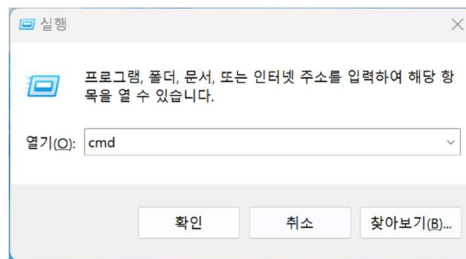 실행
프로그램, 폴더, 문서, 또는 인터넷 주소를 입력하여 해당 항
목을 열 수 있습니다.
열기(O): cmd
확인 취소 찾아보기(B)...